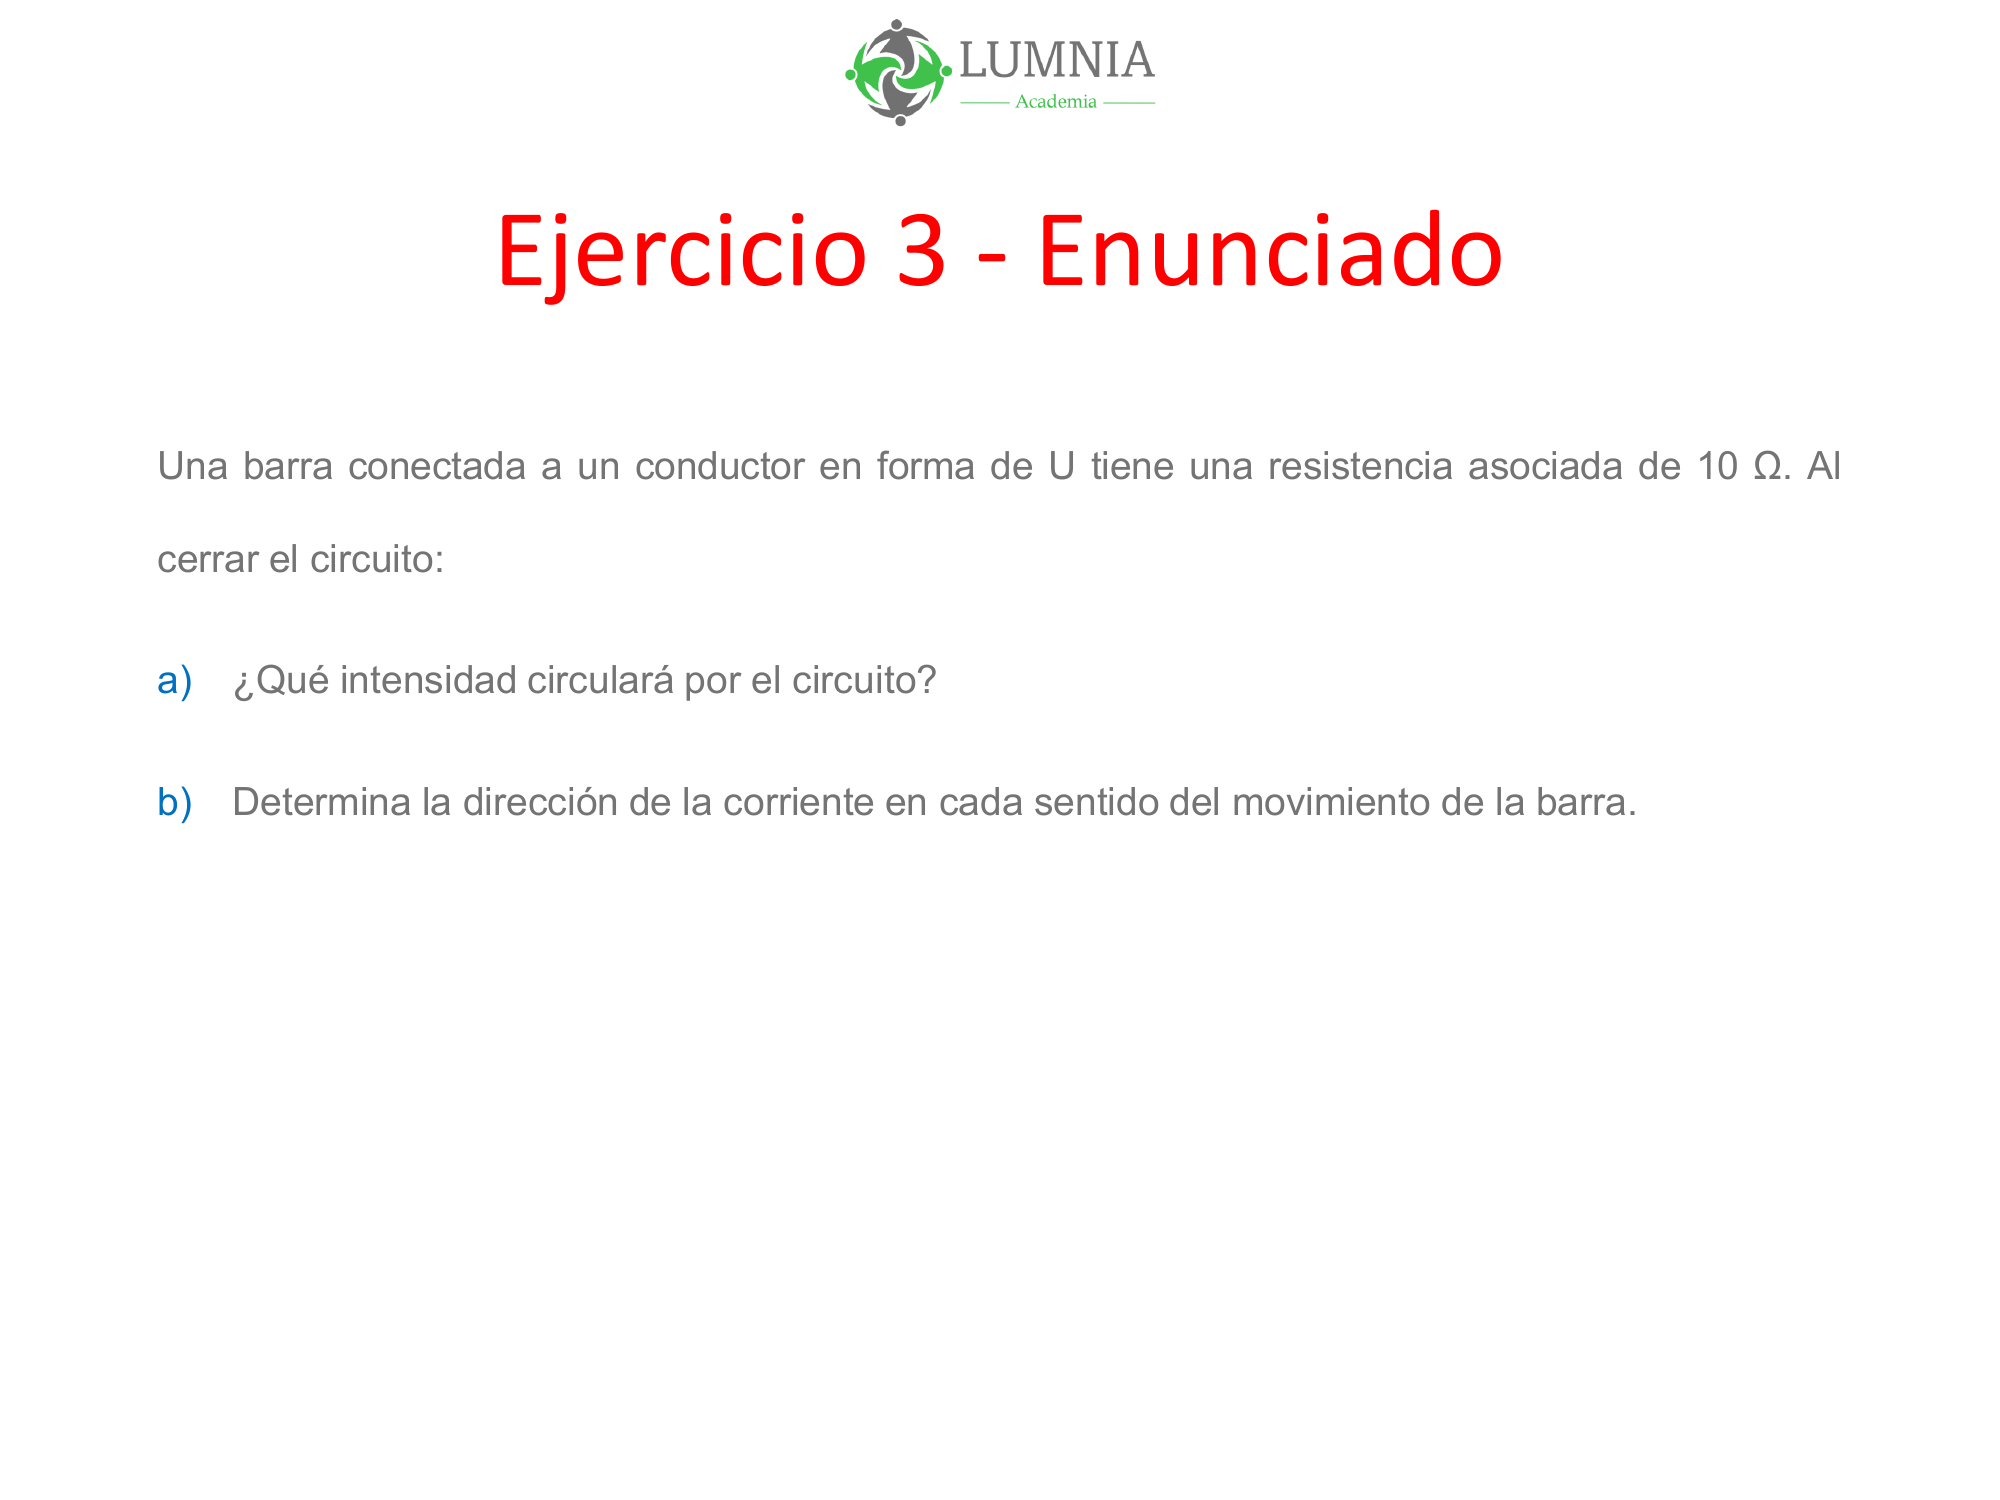 LUMNIA
Academia
Ejercicio 3 - Enunciado
Una barra conectada a un conductor en forma de U tiene una resistencia asociada de 10 Ω. Al
cerrar el circuito:
a) ¿Qué intensidad circulará por el circuito?
b) Determina la dirección de la corriente en cada sentido del movimiento de la barra.